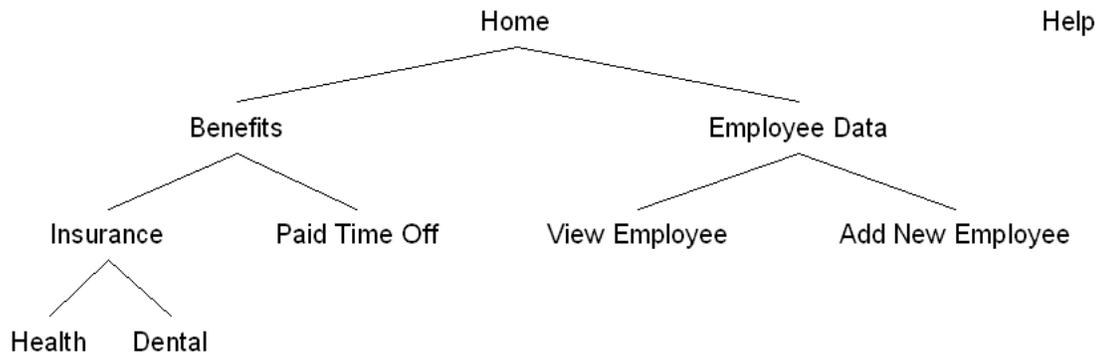 Home
Help
Benefits
Employee Data
Insurance
Paid Time Off
View Employee
Add New Employee
Health
Dental